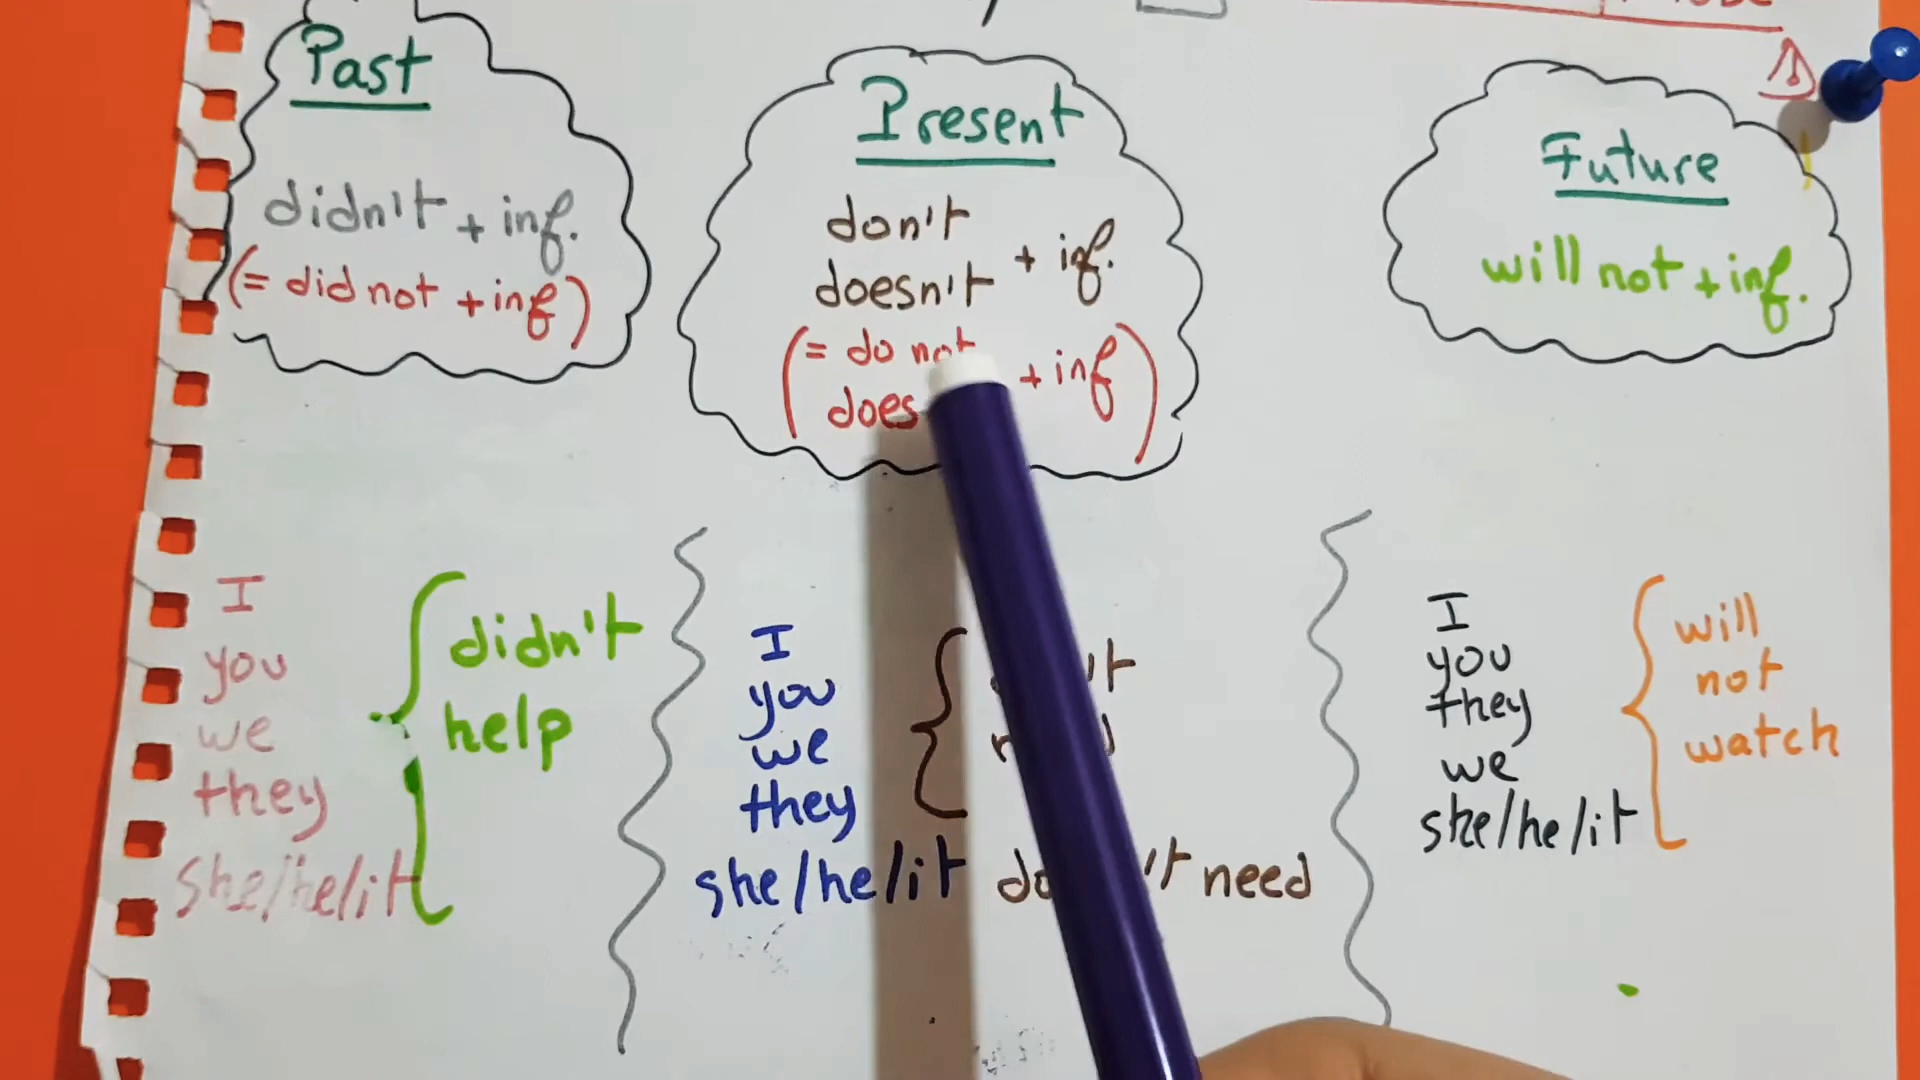 Past
didn't + inf.
(= did not + inf)
Present
don't
doesn't + inf.
(= do not
does + inf)
Future
will not + inf.
I
you
we
they
she/he/it
didn't
help
I
you
we
they
she/he/it need
I
you
they
we
she/he/it
will
not
watch